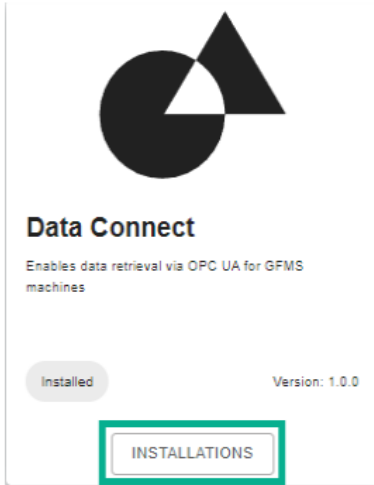 Data Connect
Enables data retrieval via OPC UA for GFMS
machines
Installed
Version: 1.0.0
INSTALLATIONS